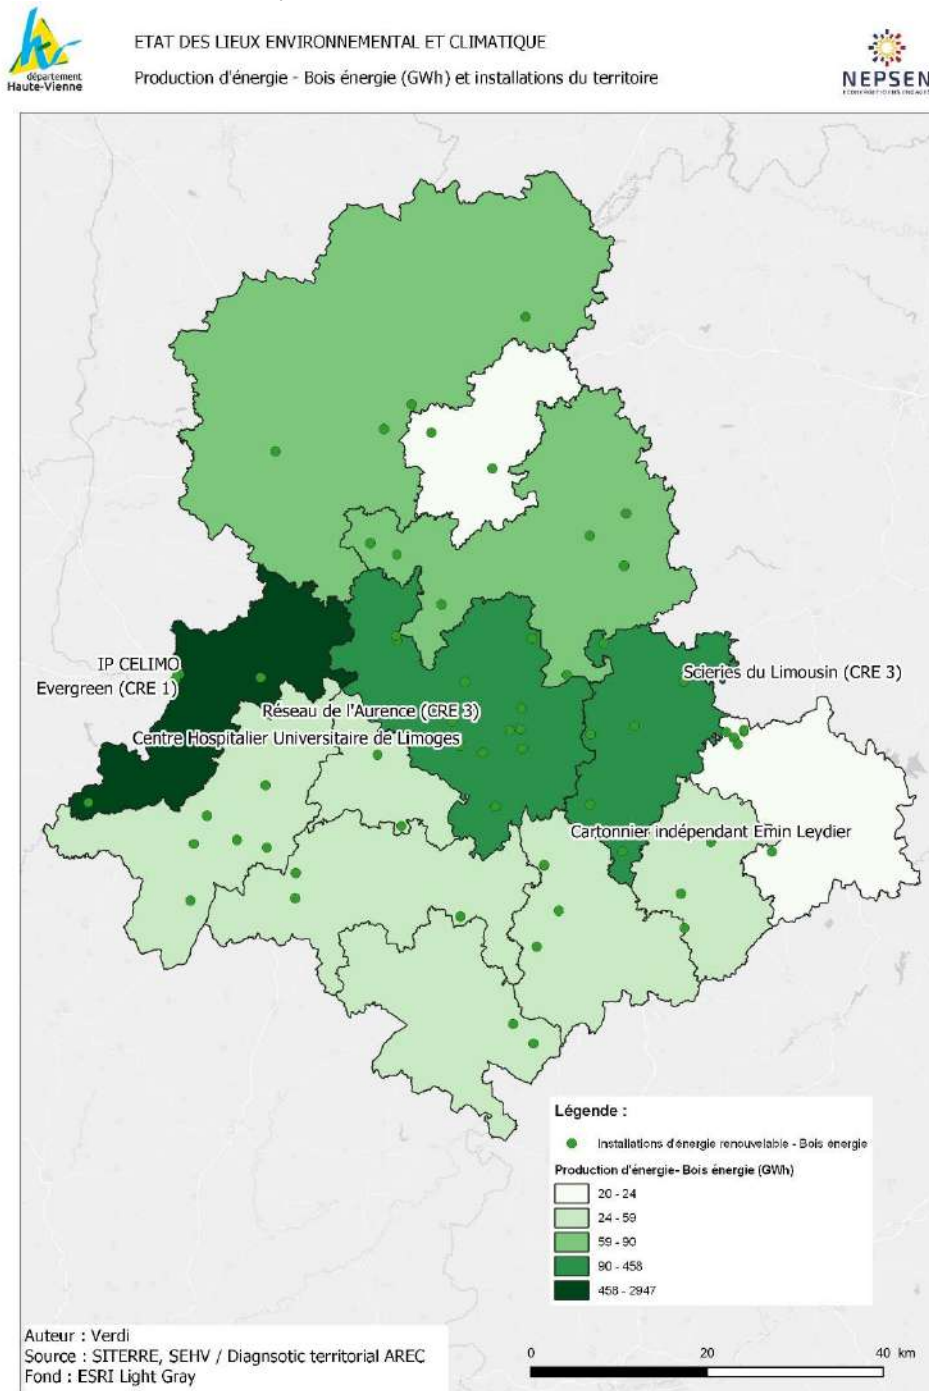 ETAT DES LIEUX ENVIRONNEMENTAL ET CLIMATIQUE
Production d'énergie - Bois énergie (GWh) et installations du territoire
département
Haute-Vienne
NEPSEN
IP CELIMO
Evergreen (CRE 1)
Scieries du Limousin (CRE 3)
Réseau de l'Aurence (CRE 3)
Centre Hospitalier Universitaire de Limoges
Cartonnier indépendant Emin Leydier
Légende :
Installations d'énergie renouvelable - Bois énergie
Production d'énergie- Bois énergie (GWh)
20 - 24
24 - 59
59 - 90
90 - 458
458 - 2947
Auteur : Verdi
Source : SITERRE, SEHV / Diagnsotic territorial AREC
Fond : ESRI Light Gray
0 20 40 km